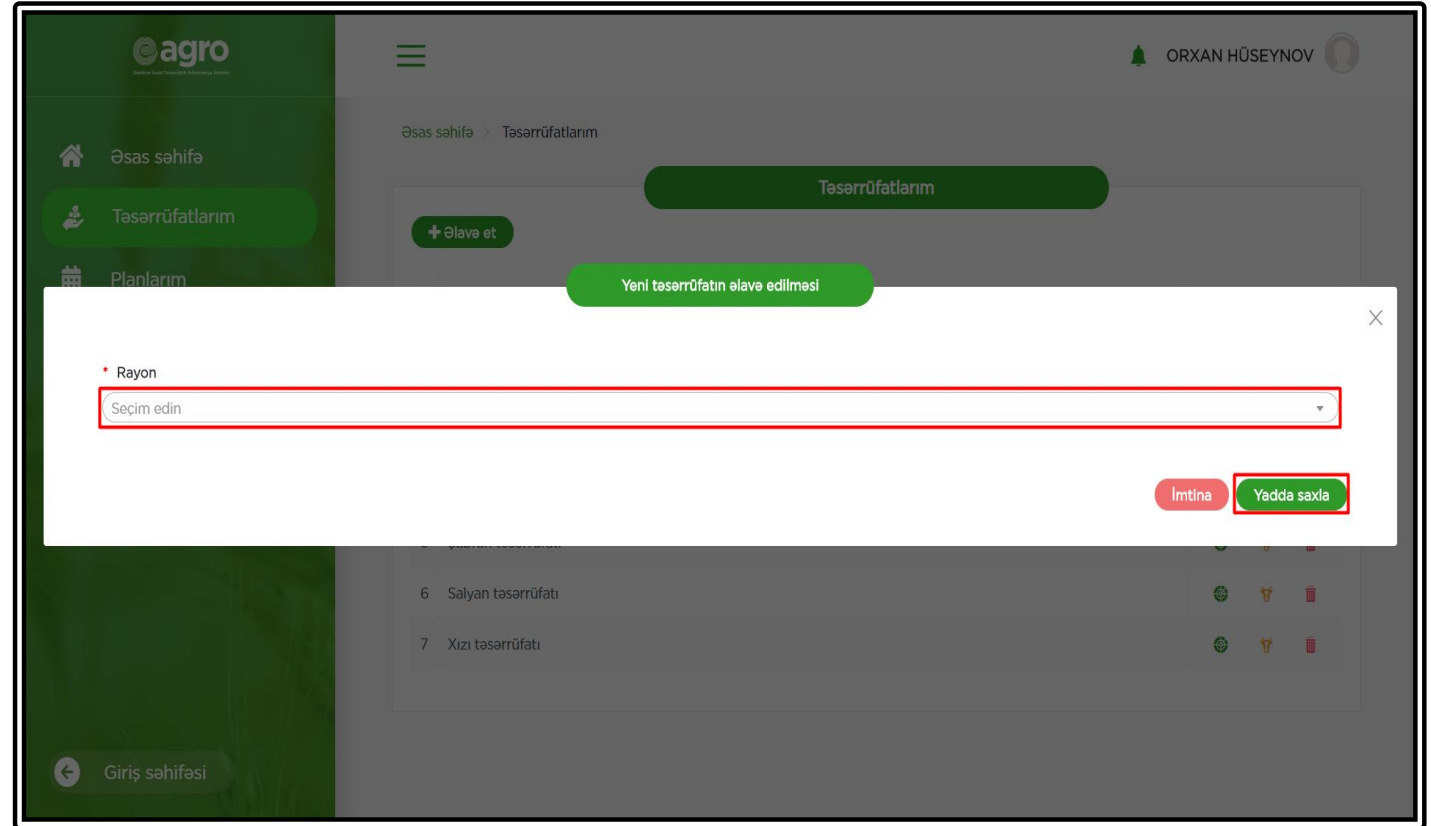 eagro
ORXAN HÜSEYNOV
Əsas səhifə > Təsərrüfatlarım
Əsas səhifə
Təsərrüfatlarım
Təsərrüfatlarım
+ Əlavə et
Planlarım
Yeni təsərrüfatın əlavə edilməsi
* Rayon
Seçim edin
İmtina
Yadda saxla
6 Salyan təsərrüfatı
7 Xızı təsərrüfatı
Giriş səhifəsi